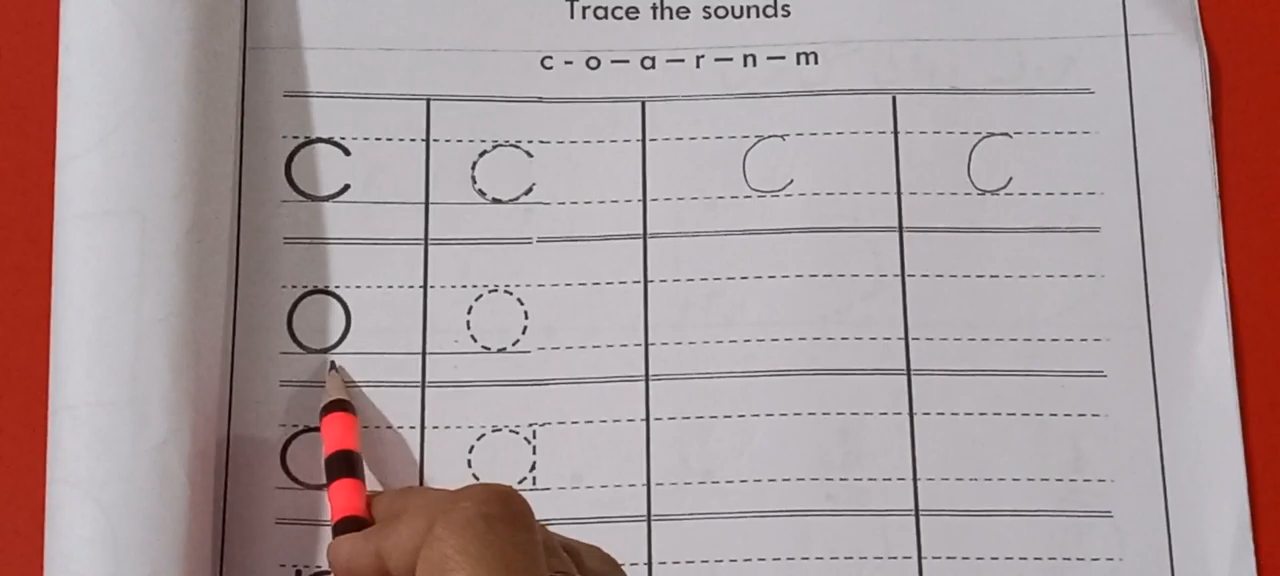 Trace the sounds
c - o — a — r — n — m
c c c c
o o
a a